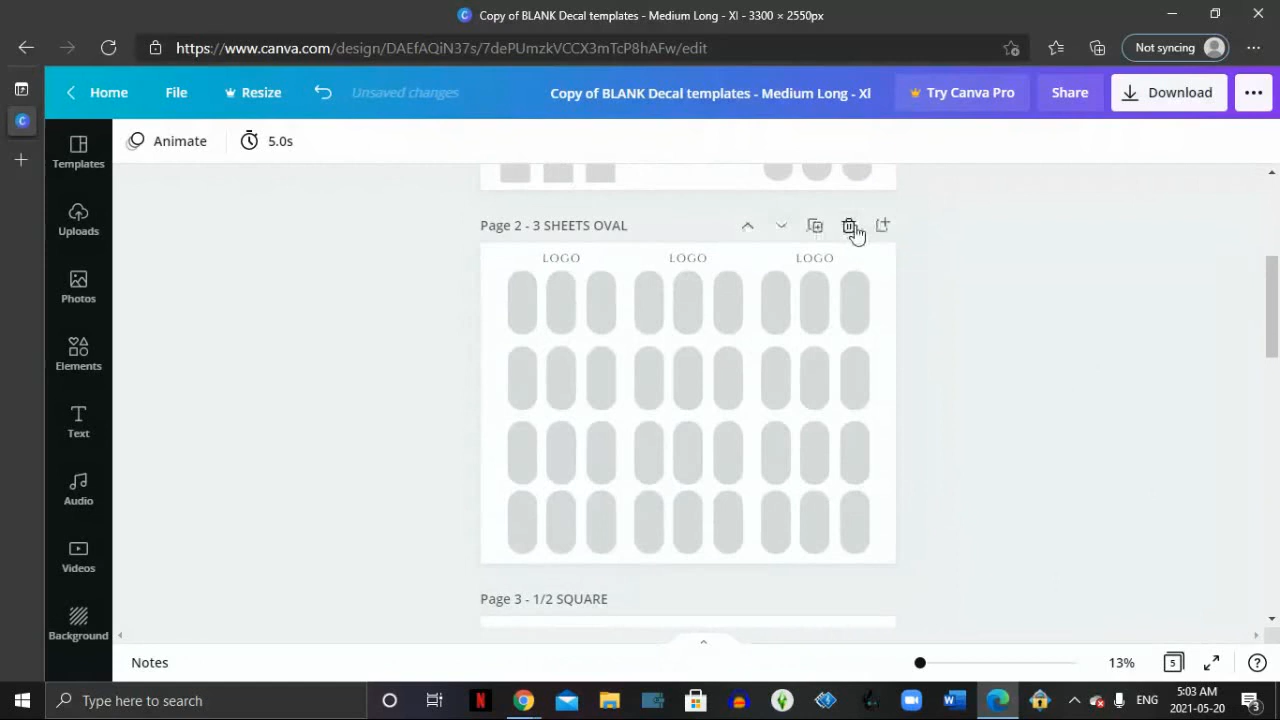 Copy of BLANK Decal templates - Medium Long - Xl - 3300 × 2550px
https://www.canva.com/design/DAEfAQiN37s/7dePUmzkVCCX3mTcP8hAFw/edit
Not syncing
Home
File
Resize
Unsaved changes
Copy of BLANK Decal templates - Medium Long - Xl
Try Canva Pro
Share
Download
Animate
5.0s
Templates
Uploads
Photos
Elements
Text
Audio
Videos
Background
Page 2 - 3 SHEETS OVAL
LOGO LOGO LOGO
Page 3 - 1/2 SQUARE
Notes
13%
5
Type here to search
ENG
5:03 AM
2021-05-20
3